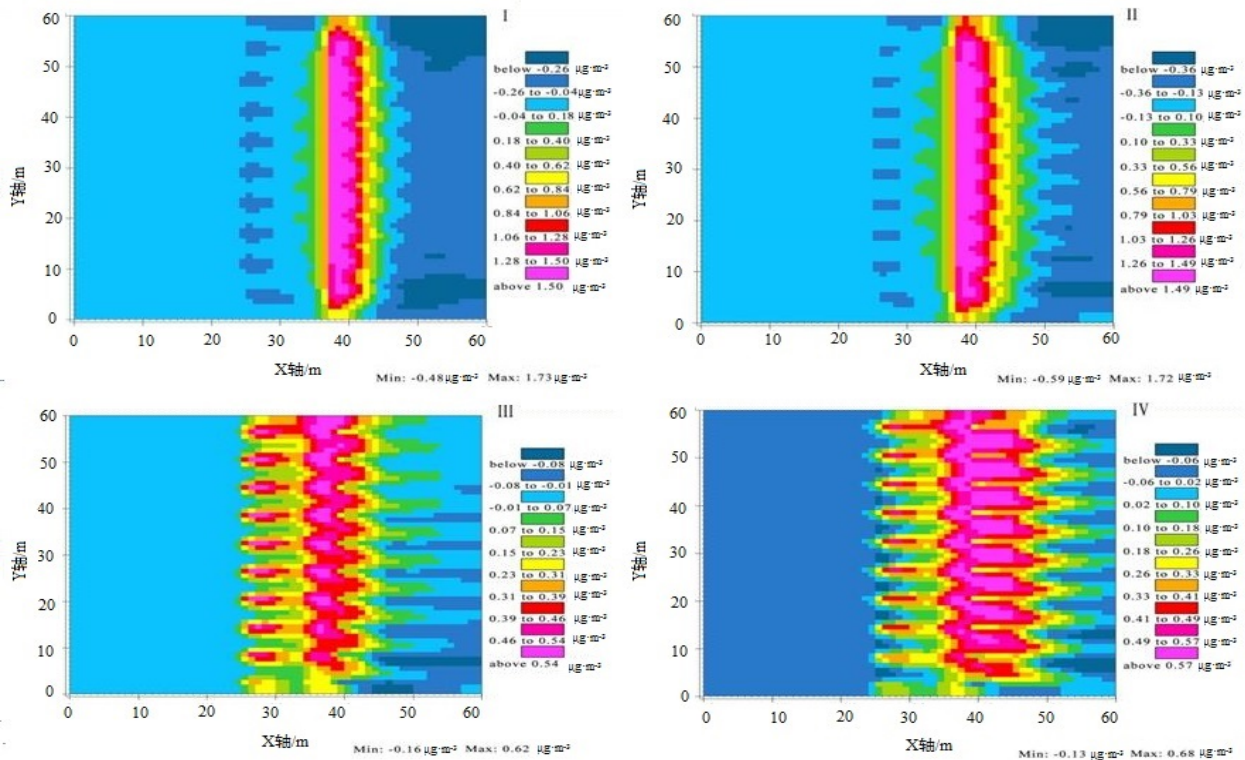 I
60
50
40
30
20
10
0
Y轴/m
0 10 20 30 40 50 60
X轴/m
below -0.26 μg·m⁻³
-0.26 to -0.04 μg·m⁻³
-0.04 to 0.18 μg·m⁻³
0.18 to 0.40 μg·m⁻³
0.40 to 0.62 μg·m⁻³
0.62 to 0.84 μg·m⁻³
0.84 to 1.06 μg·m⁻³
1.06 to 1.28 μg·m⁻³
1.28 to 1.50 μg·m⁻³
above 1.50 μg·m⁻³
Min: -0.48μg·m⁻³ Max: 1.73μg·m⁻³
II
60
50
40
30
20
10
0
Y轴/m
0 10 20 30 40 50 60
X轴/m
below -0.36 μg·m⁻³
-0.36 to -0.13 μg·m⁻³
-0.13 to 0.10 μg·m⁻³
0.10 to 0.33 μg·m⁻³
0.33 to 0.56 μg·m⁻³
0.56 to 0.79 μg·m⁻³
0.79 to 1.03 μg·m⁻³
1.03 to 1.26 μg·m⁻³
1.26 to 1.49 μg·m⁻³
above 1.49 μg·m⁻³
Min: -0.59μg·m⁻³ Max: 1.72 μg·m⁻³
III
60
50
40
30
20
10
0
Y轴/m
0 10 20 30 40 50 60
X轴/m
below -0.08 μg·m⁻³
-0.08 to -0.01 μg·m⁻³
-0.01 to 0.07 μg·m⁻³
0.07 to 0.15 μg·m⁻³
0.15 to 0.23 μg·m⁻³
0.23 to 0.31 μg·m⁻³
0.31 to 0.39 μg·m⁻³
0.39 to 0.46 μg·m⁻³
0.46 to 0.54 μg·m⁻³
above 0.54 μg·m⁻³
Min: -0.16 μg·m⁻³ Max: 0.62 μg·m⁻³
IV
60
50
40
30
20
10
0
Y轴/m
0 10 20 30 40 50 60
X轴/m
below -0.06 μg·m⁻³
-0.06 to 0.02 μg·m⁻³
0.02 to 0.10 μg·m⁻³
0.10 to 0.18 μg·m⁻³
0.18 to 0.26 μg·m⁻³
0.26 to 0.33 μg·m⁻³
0.33 to 0.41 μg·m⁻³
0.41 to 0.49 μg·m⁻³
0.49 to 0.57 μg·m⁻³
above 0.57 μg·m⁻³
Min: -0.13 μg·m⁻³ Max: 0.68 μg·m⁻³